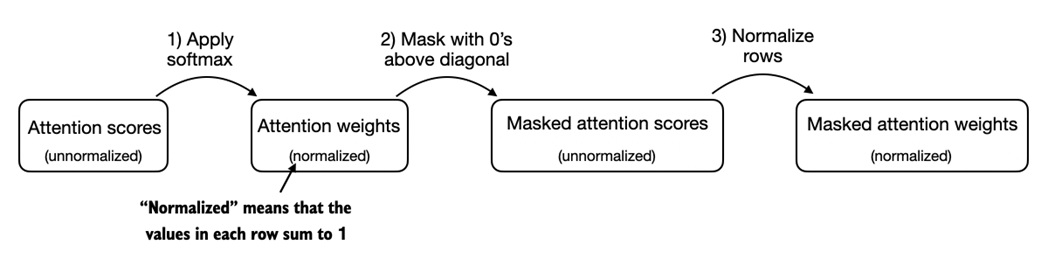 1) Apply
softmax
2) Mask with 0’s
above diagonal
3) Normalize
rows
Attention scores
(unnormalized)
Attention weights
(normalized)
Masked attention scores
(unnormalized)
Masked attention weights
(normalized)
“Normalized” means that the
values in each row sum to 1